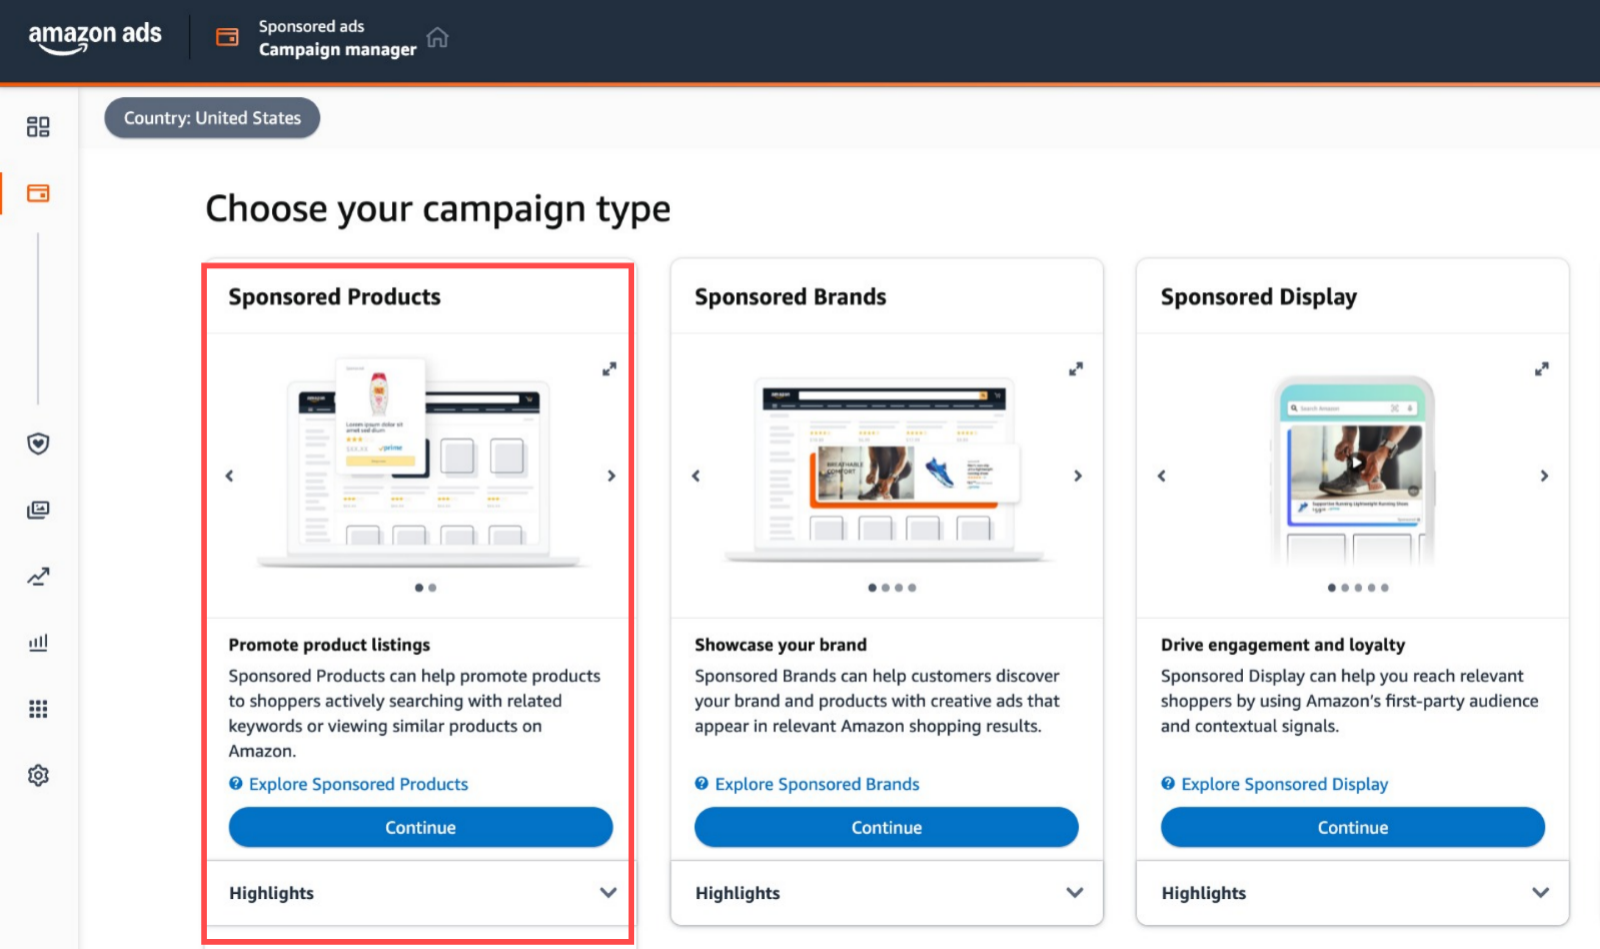 amazon ads
Sponsored ads
Campaign manager
Country: United States
Choose your campaign type
Sponsored Products
Promote product listings
Sponsored Products can help promote products
to shoppers actively searching with related
keywords or viewing similar products on
Amazon.
Explore Sponsored Products
Continue
Highlights
Sponsored Brands
BREATHABLE
COMFORT
Showcase your brand
Sponsored Brands can help customers discover
your brand and products with creative ads that
appear in relevant Amazon shopping results.
Explore Sponsored Brands
Continue
Highlights
Sponsored Display
Search Amazon
Drive engagement and loyalty
Sponsored Display can help you reach relevant
shoppers by using Amazon's first-party audience
and contextual signals.
Explore Sponsored Display
Continue
Highlights